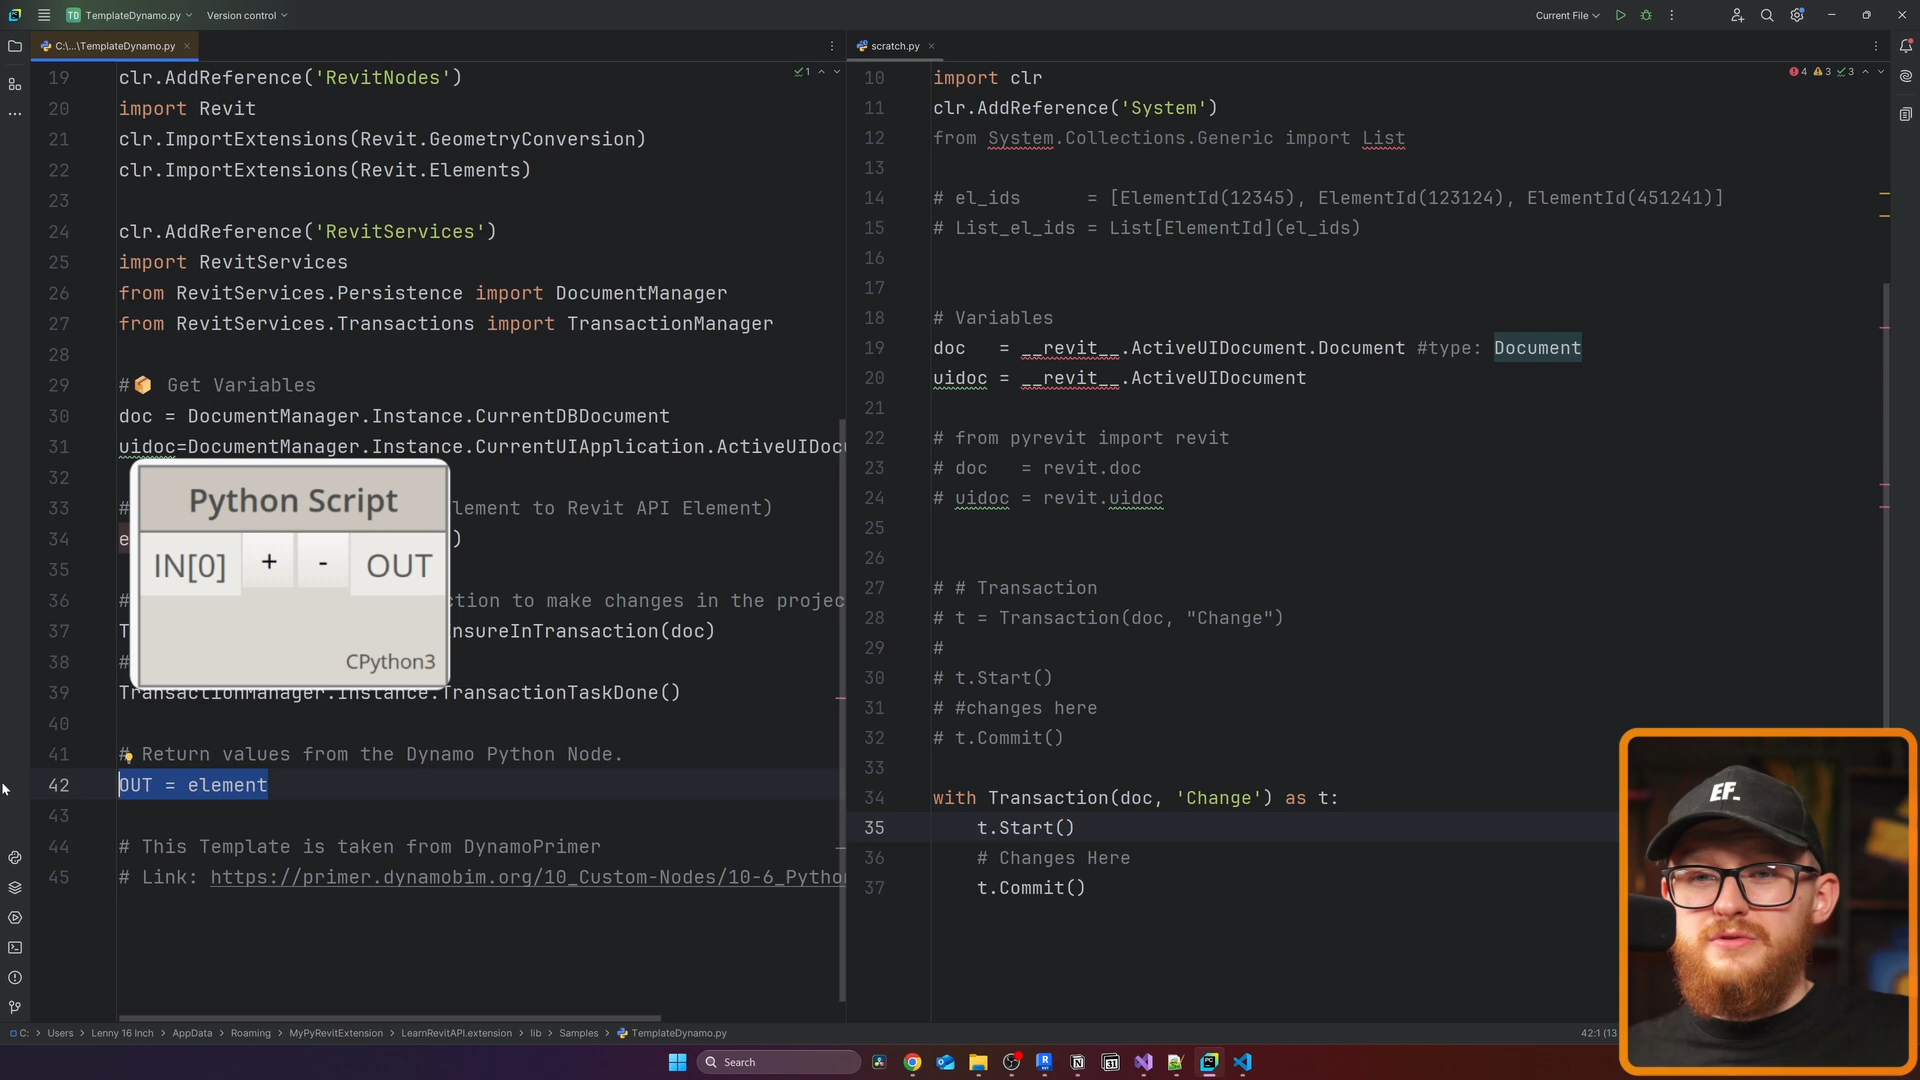 TD TemplateDynamo.py
Version control
Current File
C:\...\TemplateDynamo.py
19 clr.AddReference('RevitNodes')
20 import Revit
21 clr.ImportExtensions(Revit.GeometryConversion)
22 clr.ImportExtensions(Revit.Elements)
23
24 clr.AddReference('RevitServices')
25 import RevitServices
26 from RevitServices.Persistence import DocumentManager
27 from RevitServices.Transactions import TransactionManager
28
29 #📦 Get Variables
30 doc = DocumentManager.Instance.CurrentDBDocument
31 uidoc=DocumentManager.Instance.CurrentUIApplication.ActiveUIDocu
32
33 # lement to Revit API Element)
34 e )
35
36 # ction to make changes in the projec
37 T nsureInTransaction(doc)
38 #
39 TransactionManager.Instance.TransactionTaskDone()
40
41 # Return values from the Dynamo Python Node.
42 OUT = element
43
44 # This Template is taken from DynamoPrimer
45 # Link: https://primer.dynamobim.org/10_Custom-Nodes/10-6_Pytho
1
Python Script
IN[0] + - OUT
CPython3
scratch.py
10 import clr
11 clr.AddReference('System')
12 from System.Collections.Generic import List
13
14 # el_ids = [ElementId(12345), ElementId(123124), ElementId(451241)]
15 # List_el_ids = List[ElementId](el_ids)
16
17
18 # Variables
19 doc = __revit__.ActiveUIDocument.Document #type: Document
20 uidoc = __revit__.ActiveUIDocument
21
22 # from pyrevit import revit
23 # doc = revit.doc
24 # uidoc = revit.uidoc
25
26
27 # # Transaction
28 # t = Transaction(doc, "Change")
29 #
30 # t.Start()
31 # #changes here
32 # t.Commit()
33
34 with Transaction(doc, 'Change') as t:
35 t.Start()
36 # Changes Here
37 t.Commit()
4 3 3
EF_
C: > Users > Lenny 16 Inch > AppData > Roaming > MyPyRevitExtension > LearnRevitAPI.extension > lib > Samples > TemplateDynamo.py
42:1 (13
Search